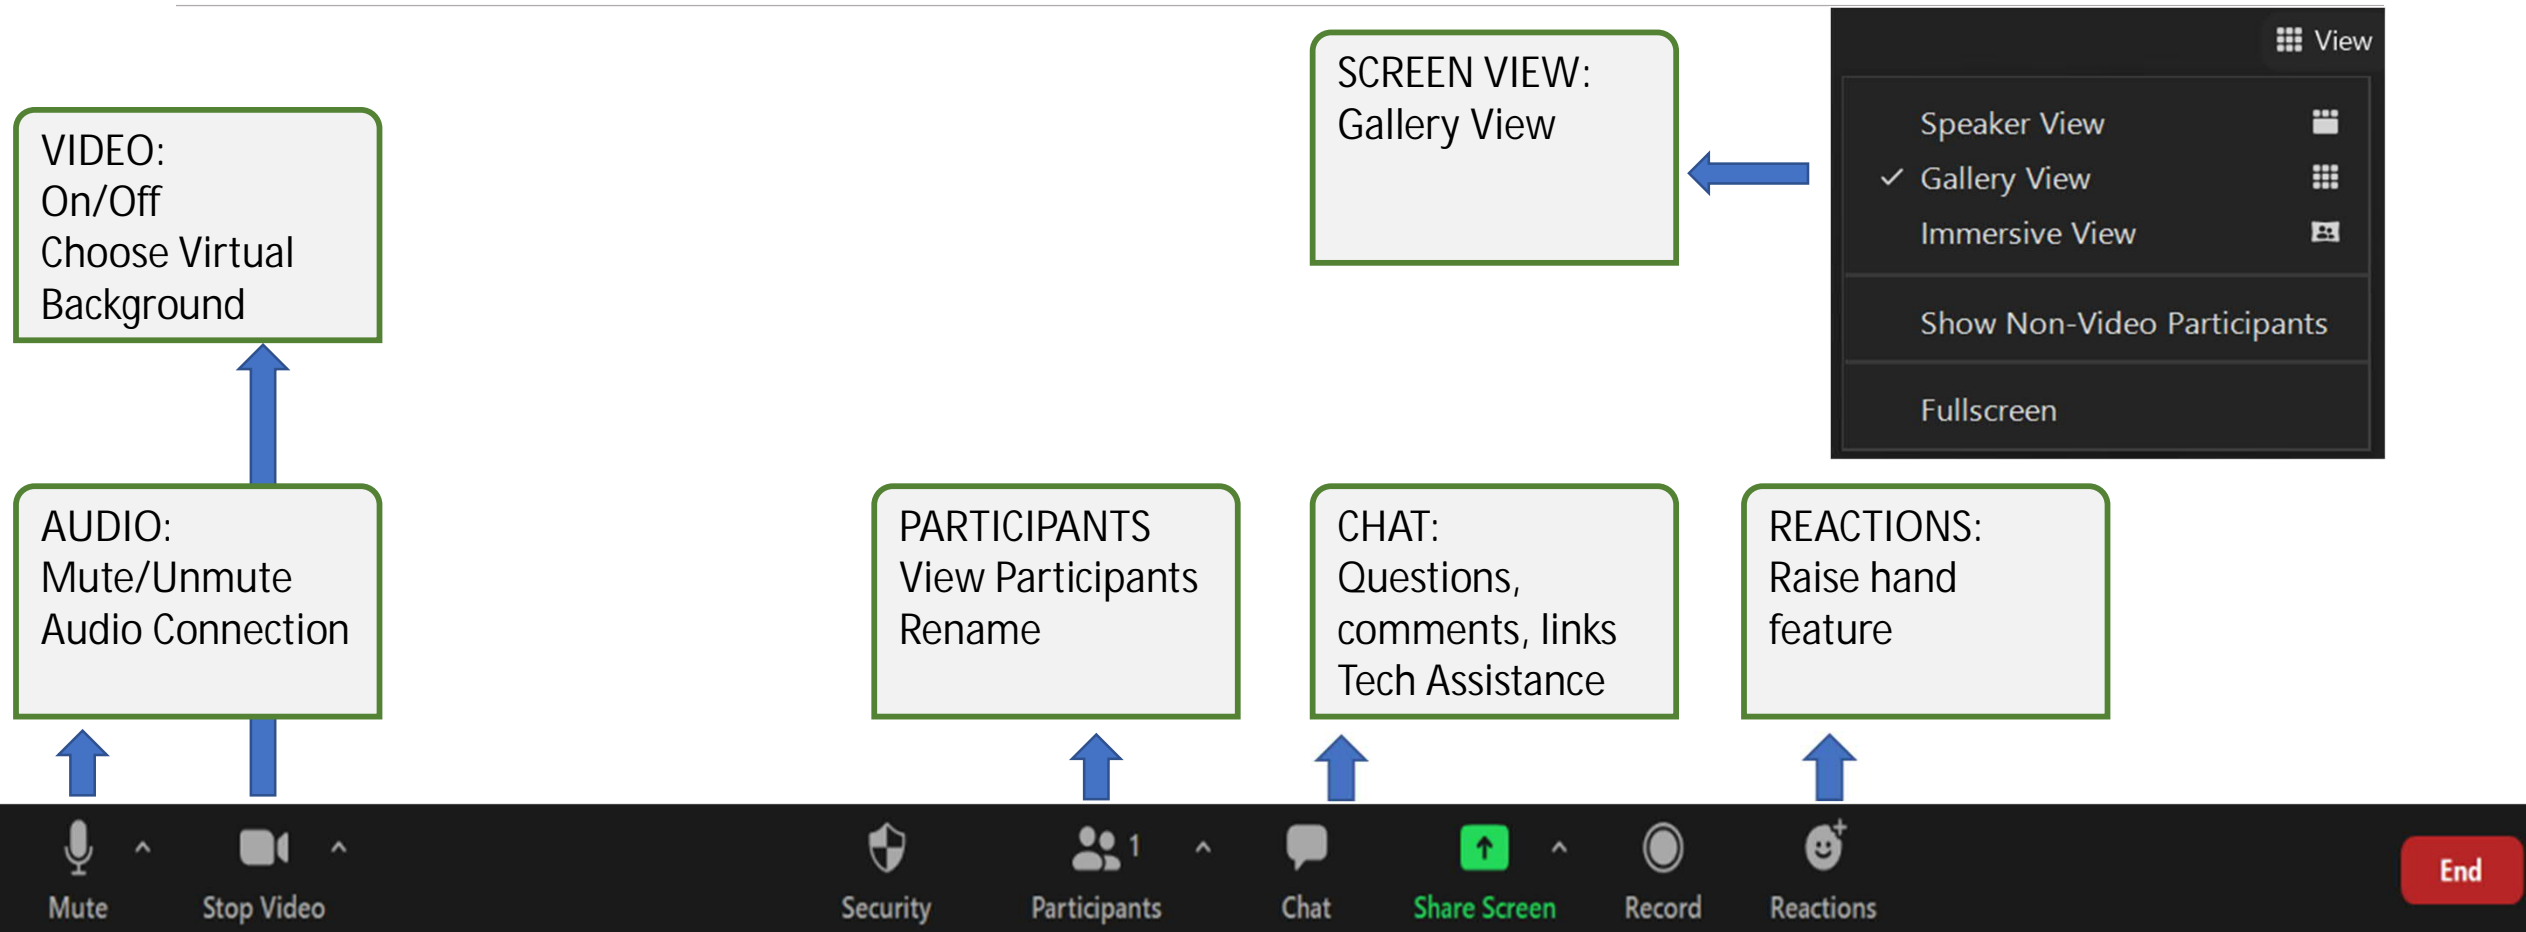 SCREEN VIEW:
Gallery View
View
Speaker View
Gallery View
Immersive View
Show Non-Video Participants
Fullscreen
VIDEO:
On/Off
Choose Virtual
Background
AUDIO:
Mute/Unmute
Audio Connection
PARTICIPANTS
View Participants
Rename
CHAT:
Questions,
comments, links
Tech Assistance
REACTIONS:
Raise hand
feature
Mute
Stop Video
Security
1
Participants
Chat
Share Screen
Record
Reactions
End